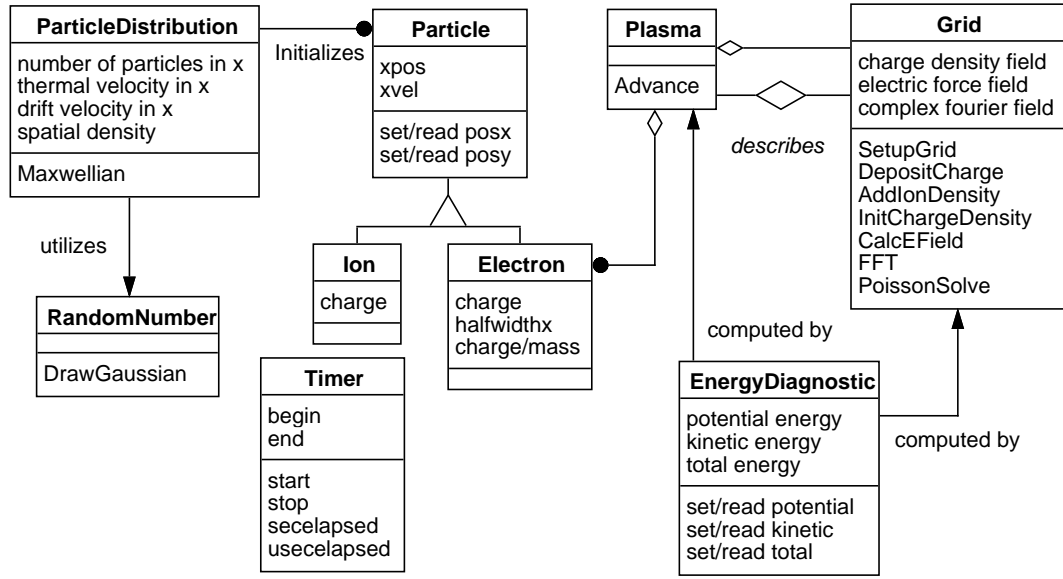 ParticleDistribution
number of particles in x
thermal velocity in x
drift velocity in x
spatial density
Maxwellian
Initializes
Particle
xpos
xvel
set/read posx
set/read posy
Plasma
Advance
describes
Grid
charge density field
electric force field
complex fourier field
SetupGrid
DepositCharge
AddIonDensity
InitChargeDensity
CalcEField
FFT
PoissonSolve
utilizes
RandomNumber
DrawGaussian
Ion
charge
Electron
charge
halfwidthx
charge/mass
Timer
begin
end
start
stop
secelapsed
usecelapsed
computed by
EnergyDiagnostic
potential energy
kinetic energy
total energy
set/read potential
set/read kinetic
set/read total
computed by